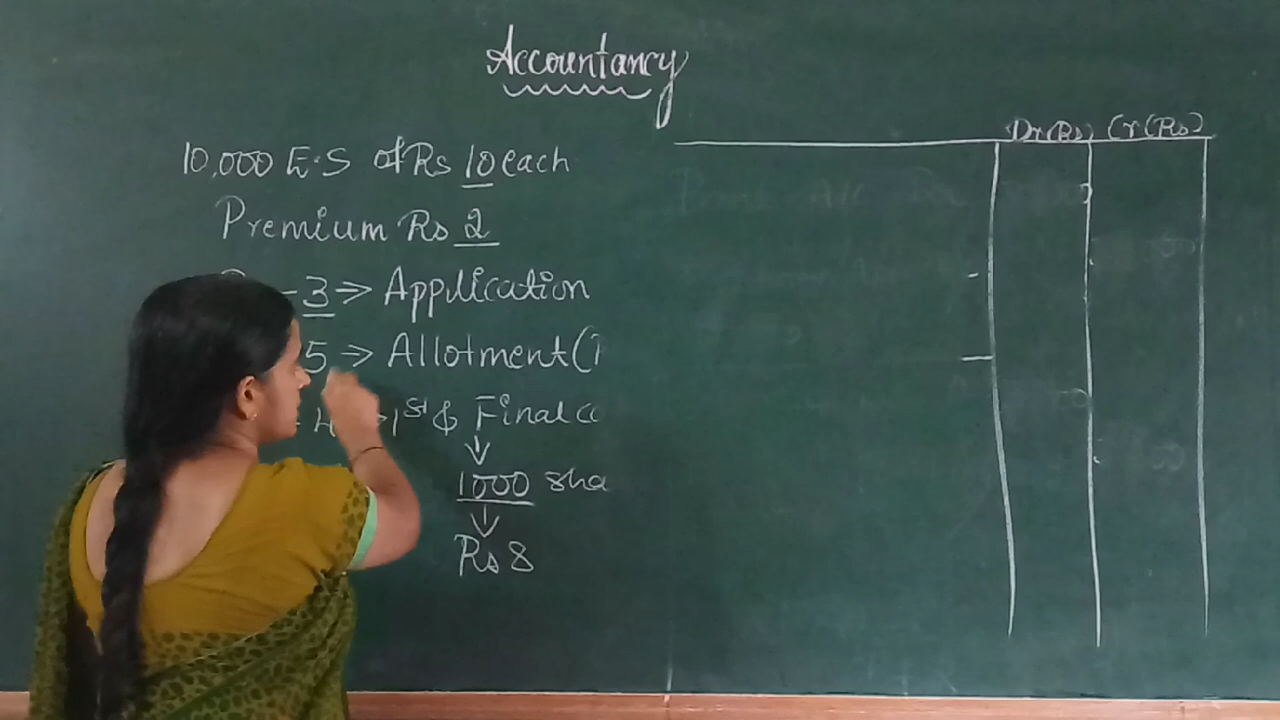 Accountancy
Dr(Rs) Cr(Rs)
10,000 E.S of Rs 10 each
Premium Rs 2
- 3 => Application
5 => Allotment(
- 4 1st & Final
↓
1000 sha
↓
Rs 8